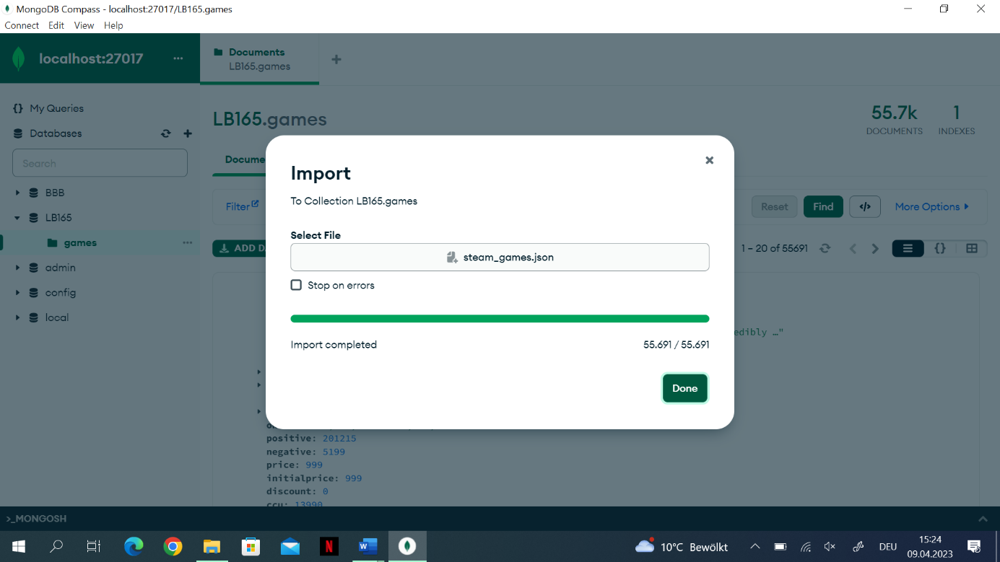 MongoDB Compass - localhost:27017/LB165.games
Connect Edit View Help
localhost:27017 ...
Documents
LB165.games
My Queries
Databases
Search
BBB
LB165
games ...
admin
config
local
LB165.games
55.7k
DOCUMENTS
1
INDEXES
Filter
Reset
Find
</>
More Options
1 – 20 of 55691
{}
Import
To Collection LB165.games
Select File
steam_games.json
Stop on errors
Import completed 55.691 / 55.691
Done
edibly …"
positive: 201215
negative: 5199
price: 999
initialprice: 999
discount: 0
ccu: 13990
>_MONGOSH
10°C Bewölkt
DEU
15:24
09.04.2023